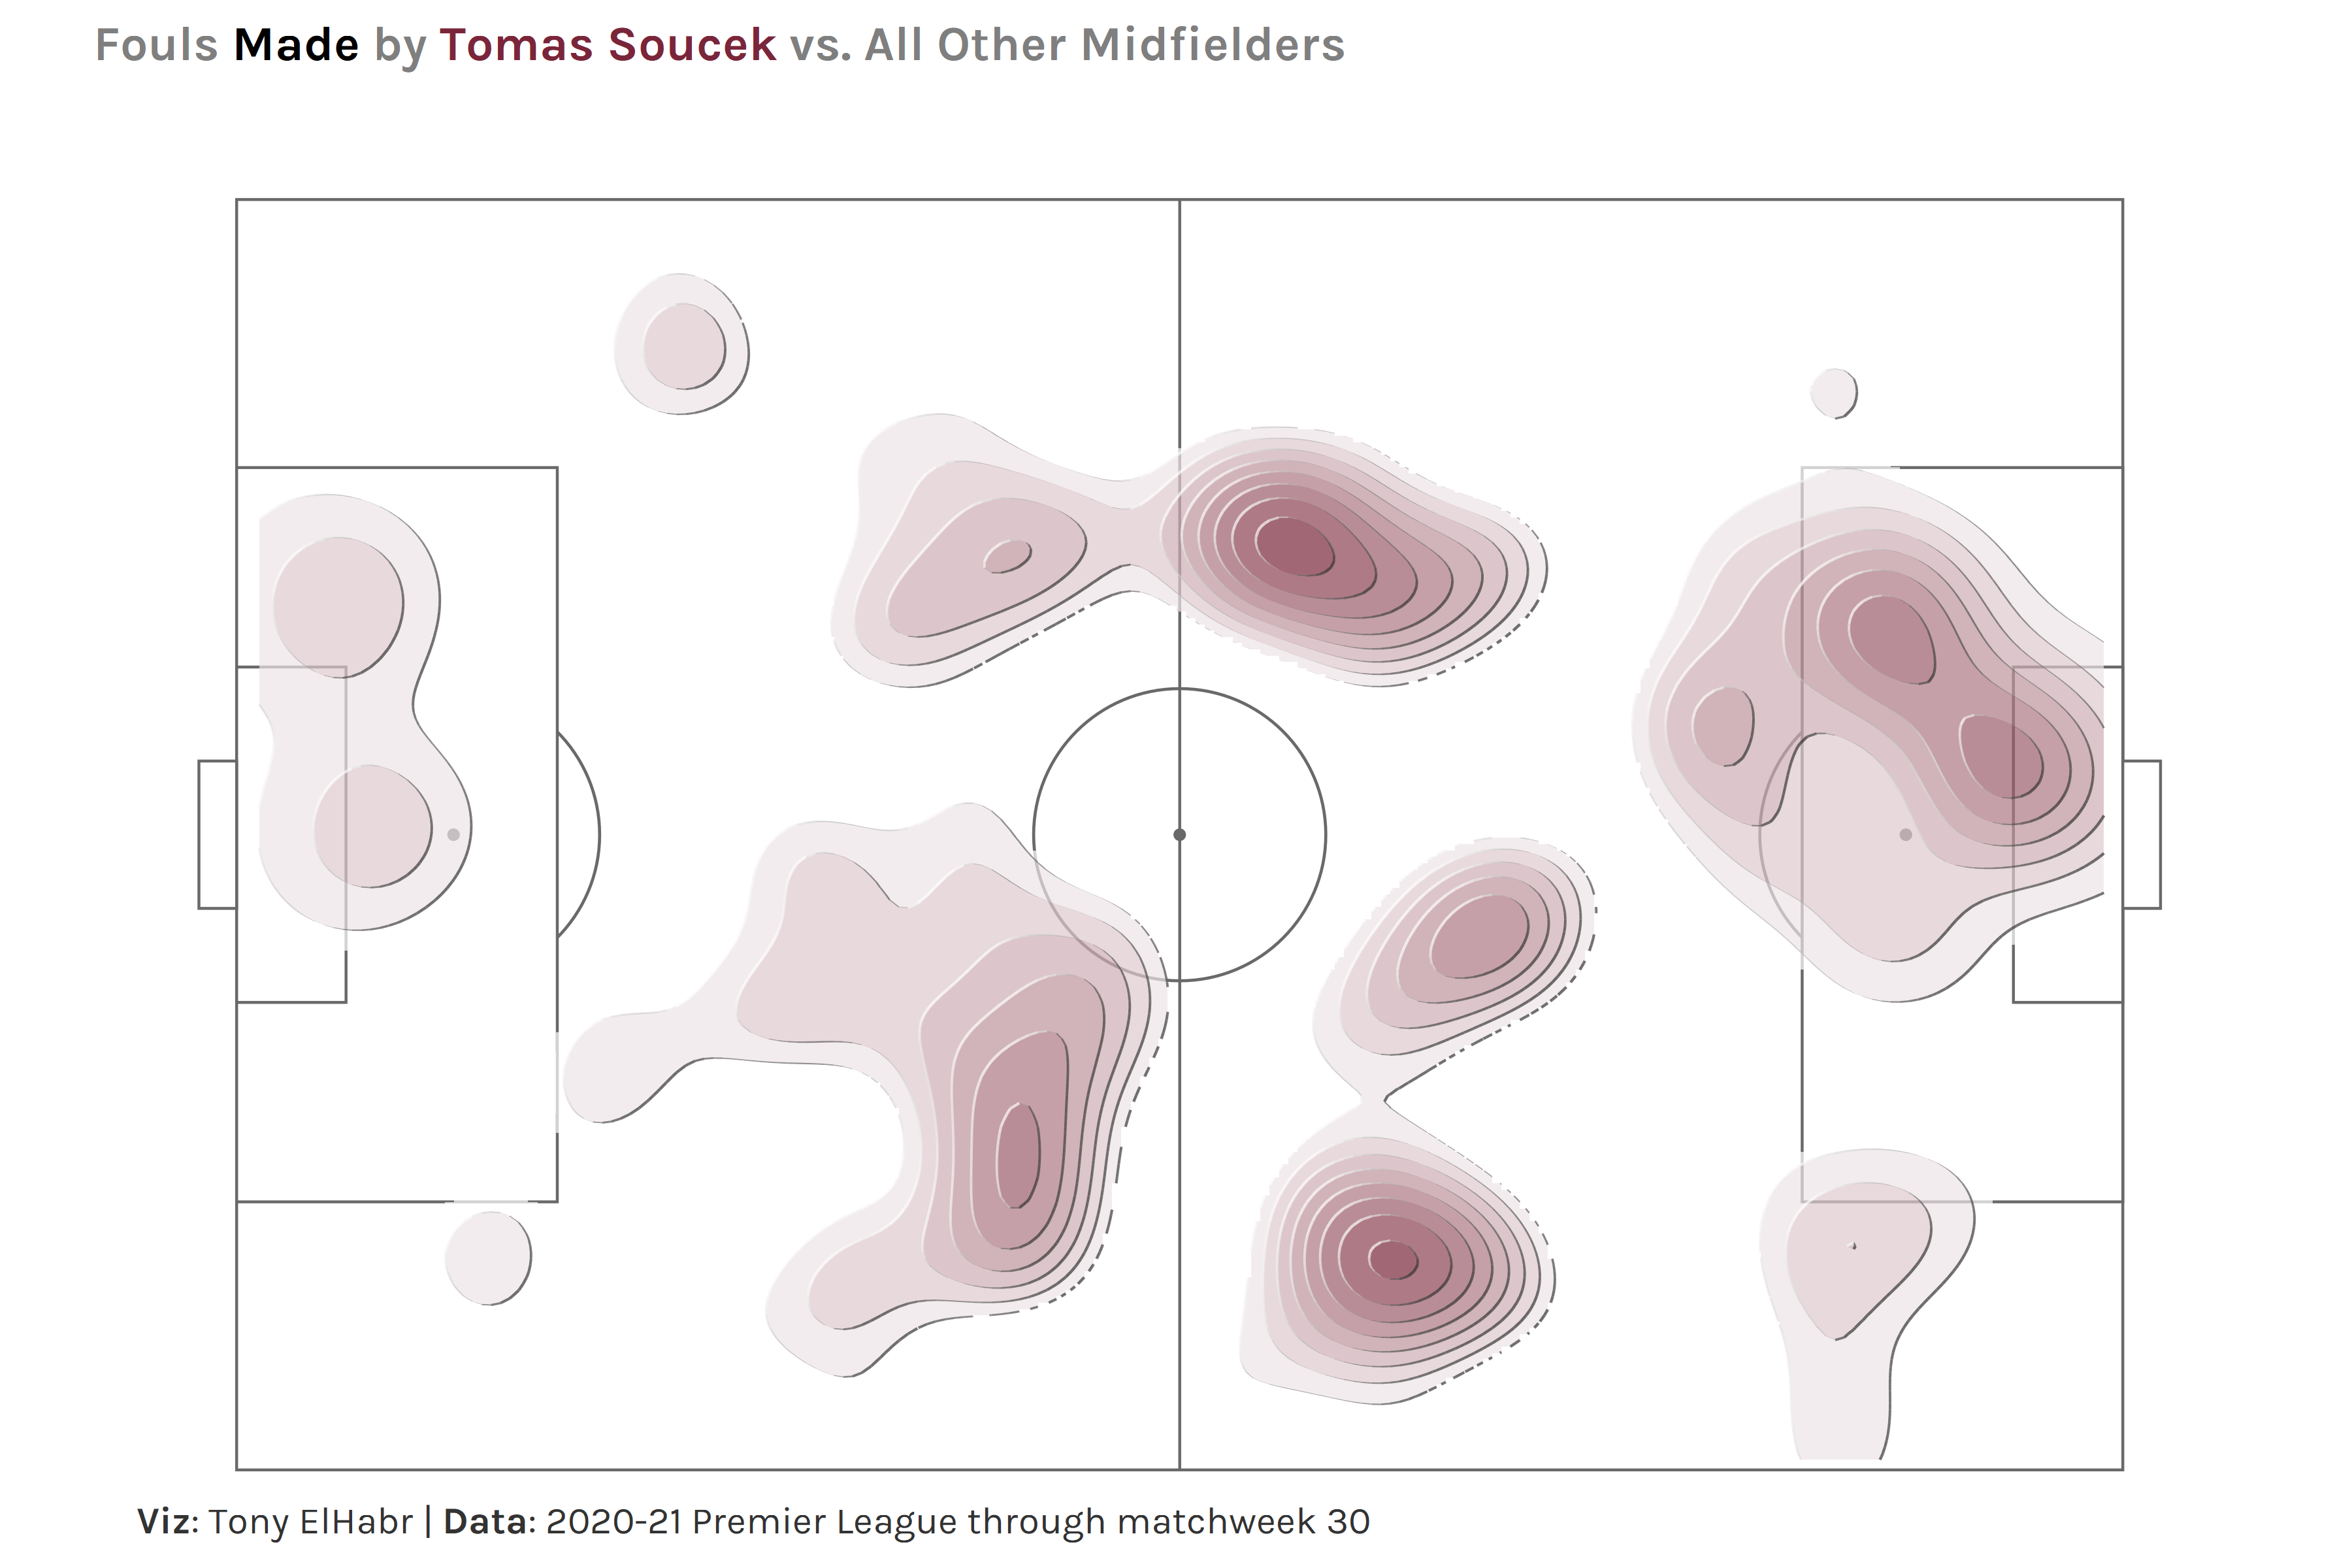 Fouls Made by Tomas Soucek vs. All Other Midfielders
Viz: Tony ElHabr | Data: 2020-21 Premier League through matchweek 30